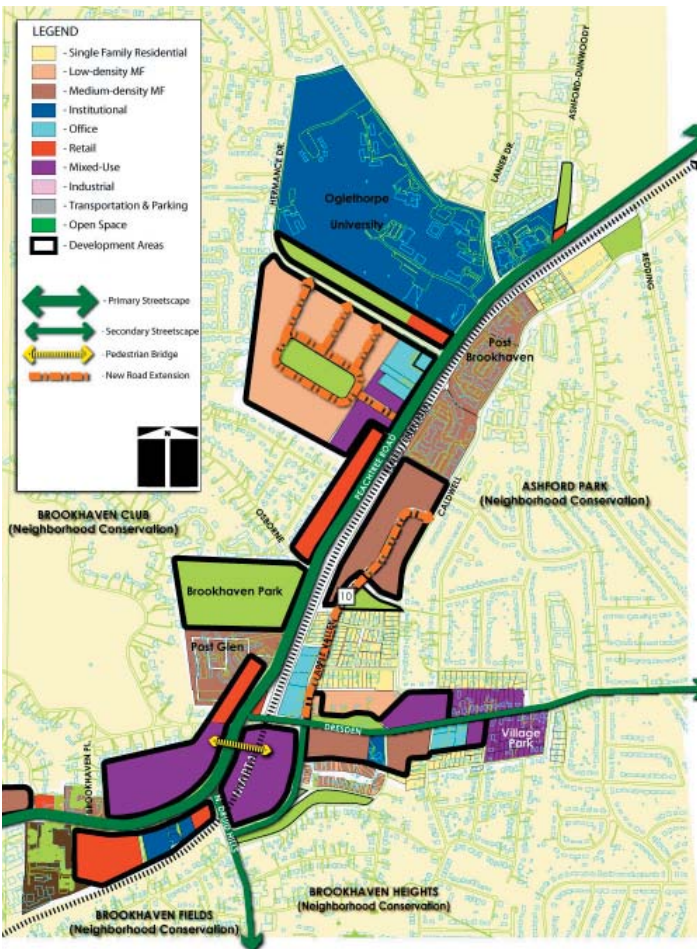 LEGEND
- Single Family Residential
- Low-density MF
- Medium-density MF
- Institutional
- Office
- Retail
- Mixed-Use
- Industrial
- Transportation & Parking
- Open Space
- Development Areas
- Primary Streetscape
- Secondary Streetscape
- Pedestrian Bridge
- New Road Extension
N
ASHFORD-DUNWOODY
LANIER DR.
HERMANCE DR.
Oglethorpe
University
REDDING
Post
Brookhaven
PEACHTREE ROAD
CALDWELL
ASHFORD PARK
(Neighborhood Conservation)
BROOKHAVEN CLUB
(Neighborhood Conservation)
OSBORNE
Brookhaven Park
10
Post Glen
APPLE VALLEY
DRESDEN
Village
Park
BROOKHAVEN PL.
N. DRUID HILLS
BROOKHAVEN HEIGHTS
(Neighborhood Conservation)
BROOKHAVEN FIELDS
(Neighborhood Conservation)